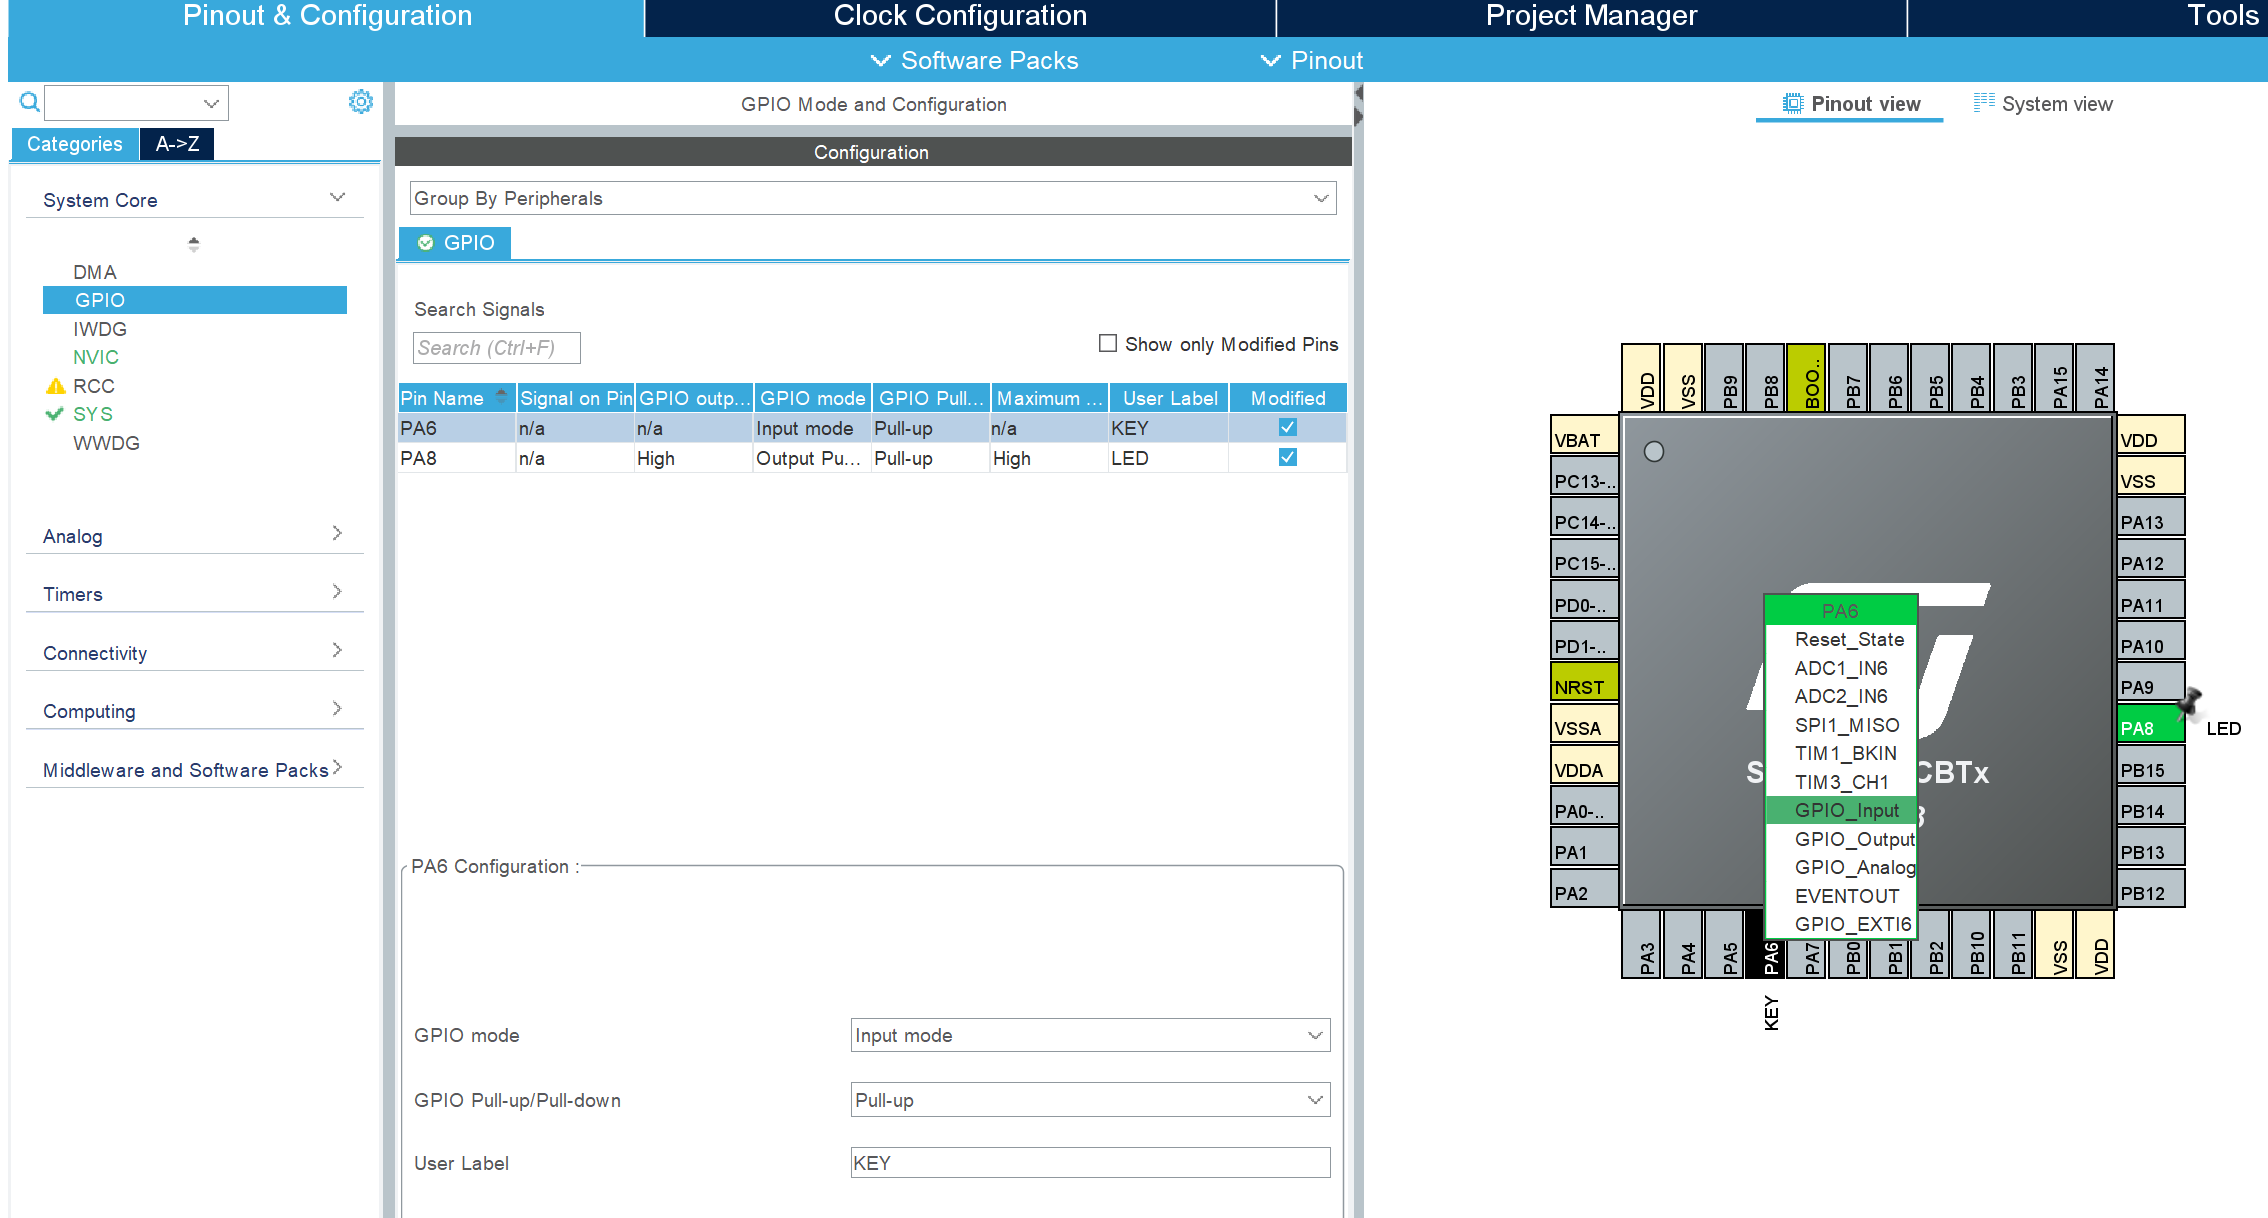 Pinout & Configuration
Clock Configuration
Project Manager
Tools
Software Packs
Pinout
Categories
A->Z
System Core
DMA
GPIO
IWDG
NVIC
RCC
SYS
WWDG
Analog
Timers
Connectivity
Computing
Middleware and Software Packs
GPIO Mode and Configuration
Configuration
Group By Peripherals
GPIO
Search Signals
Search (Ctrl+F)
Show only Modified Pins
Pin Name Signal on Pin GPIO outp... GPIO mode GPIO Pull... Maximum ... User Label Modified
PA6 n/a n/a Input mode Pull-up n/a KEY
PA8 n/a High Output Pu... Pull-up High LED
PA6 Configuration :
GPIO mode Input mode
GPIO Pull-up/Pull-down Pull-up
User Label KEY
Pinout view
System view
VDD
VSS
PB9
PB8
BOO..
PB7
PB6
PB5
PB4
PB3
PA15
PA14
VBAT
PC13-..
PC14-..
PC15-..
PD0-..
PD1-..
NRST
VSSA
VDDA
PA0-..
PA1
PA2
PA6
Reset_State
ADC1_IN6
ADC2_IN6
SPI1_MISO
TIM1_BKIN
TIM3_CH1
GPIO_Input
GPIO_Output
GPIO_Analog
EVENTOUT
GPIO_EXTI6
S
CBTx
VDD
VSS
PA13
PA12
PA11
PA10
PA9
PA8
LED
PB15
PB14
PB13
PB12
PA3
PA4
PA5
PA6
PA7
PB0
PB1
PB2
PB10
PB11
VSS
VDD
KEY